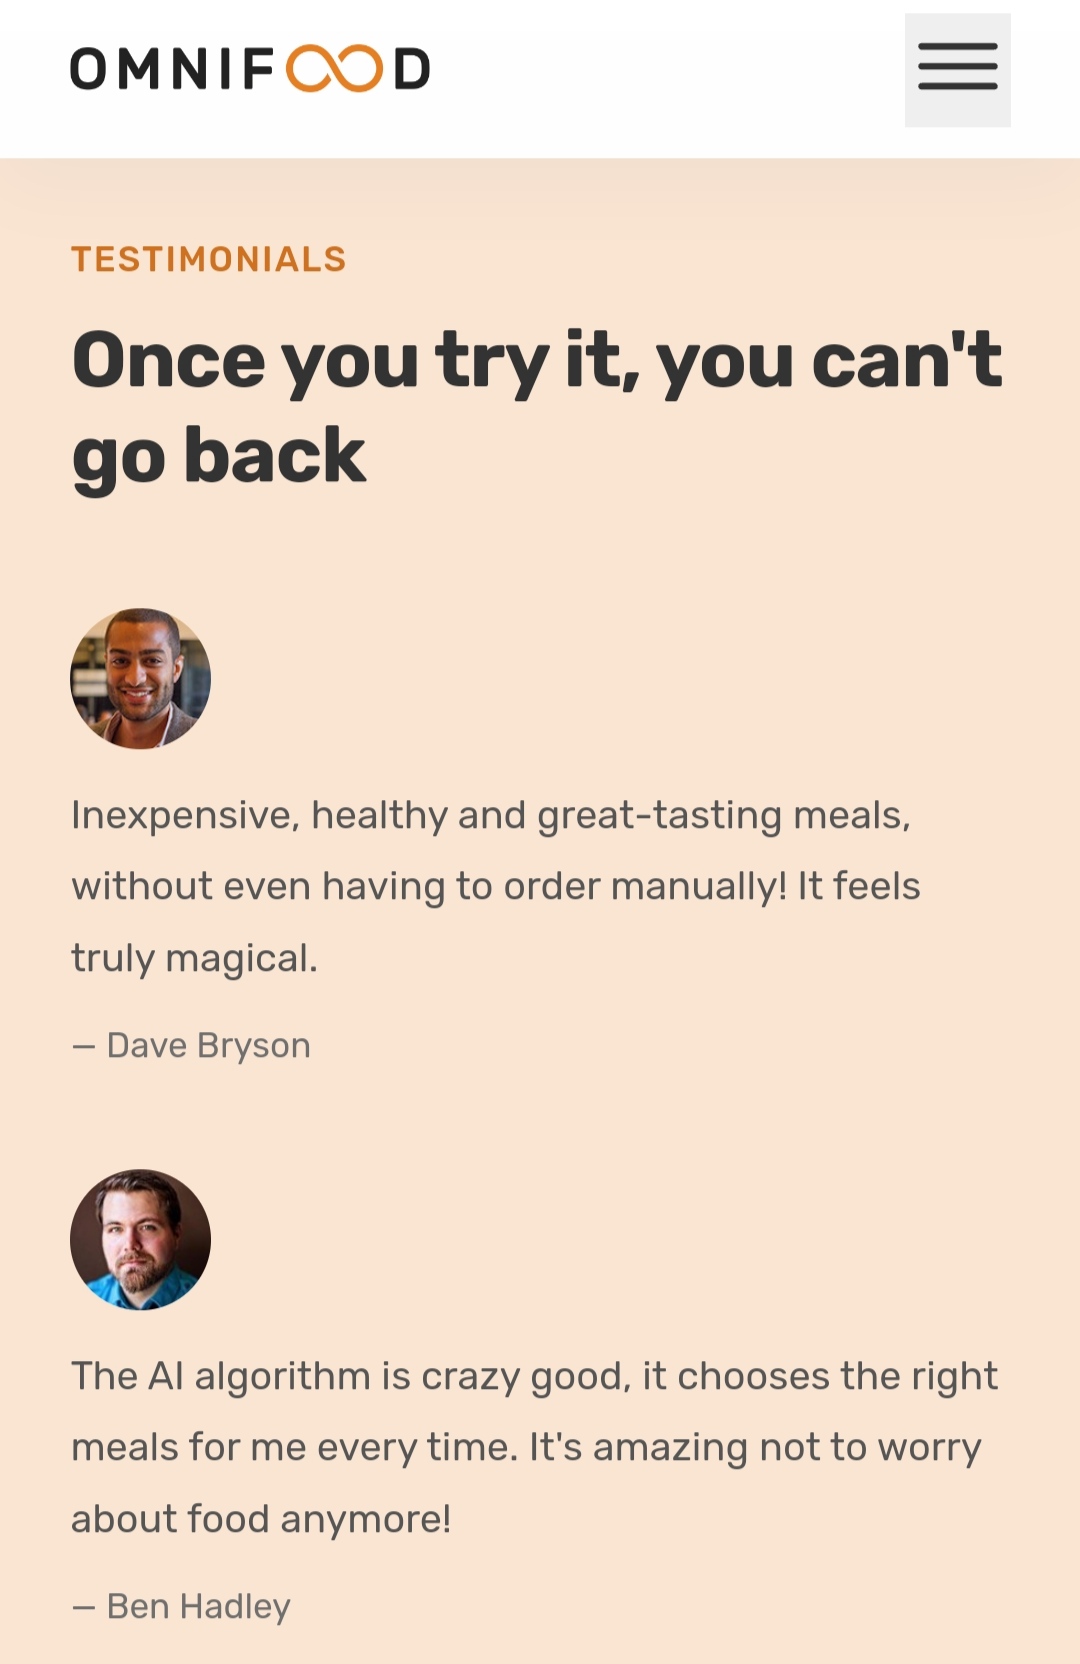 OMNIFOOD
TESTIMONIALS
Once you try it, you can't
go back
Inexpensive, healthy and great-tasting meals,
without even having to order manually! It feels
truly magical.
— Dave Bryson
The AI algorithm is crazy good, it chooses the right
meals for me every time. It's amazing not to worry
about food anymore!
— Ben Hadley